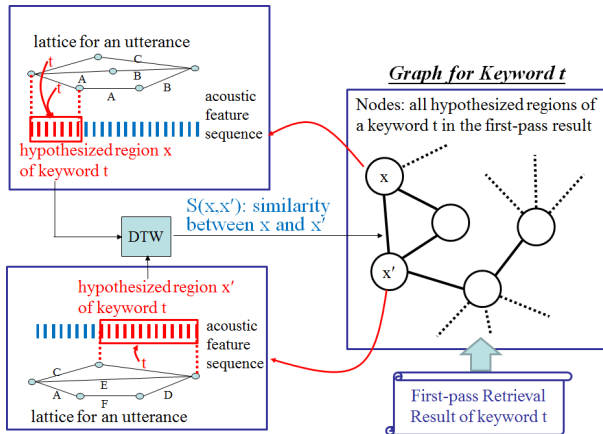 lattice for an utterance
t
C
A
B
t
A
B
acoustic
feature
sequence
hypothesized region x
of keyword t
S(x,x′): similarity
between x and x′
DTW
hypothesized region x′
of keyword t
acoustic
feature
sequence
t
C
E
A
F
D
lattice for an utterance
Graph for Keyword t
Nodes: all hypothesized regions of
a keyword t in the first-pass result
x
x′
First-pass Retrieval
Result of keyword t